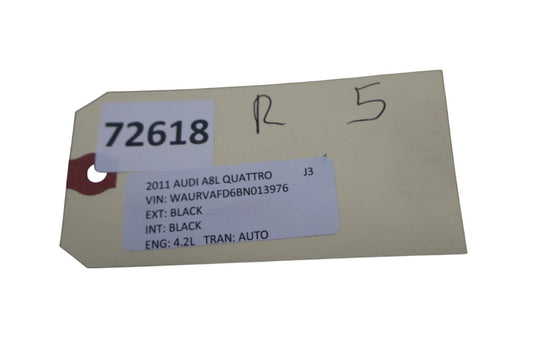 72618 R 5
2011 AUDI A8L QUATTRO J3
VIN: WAURVAFD6BN013976
EXT: BLACK
INT: BLACK
ENG: 4.2L TRAN: AUTO